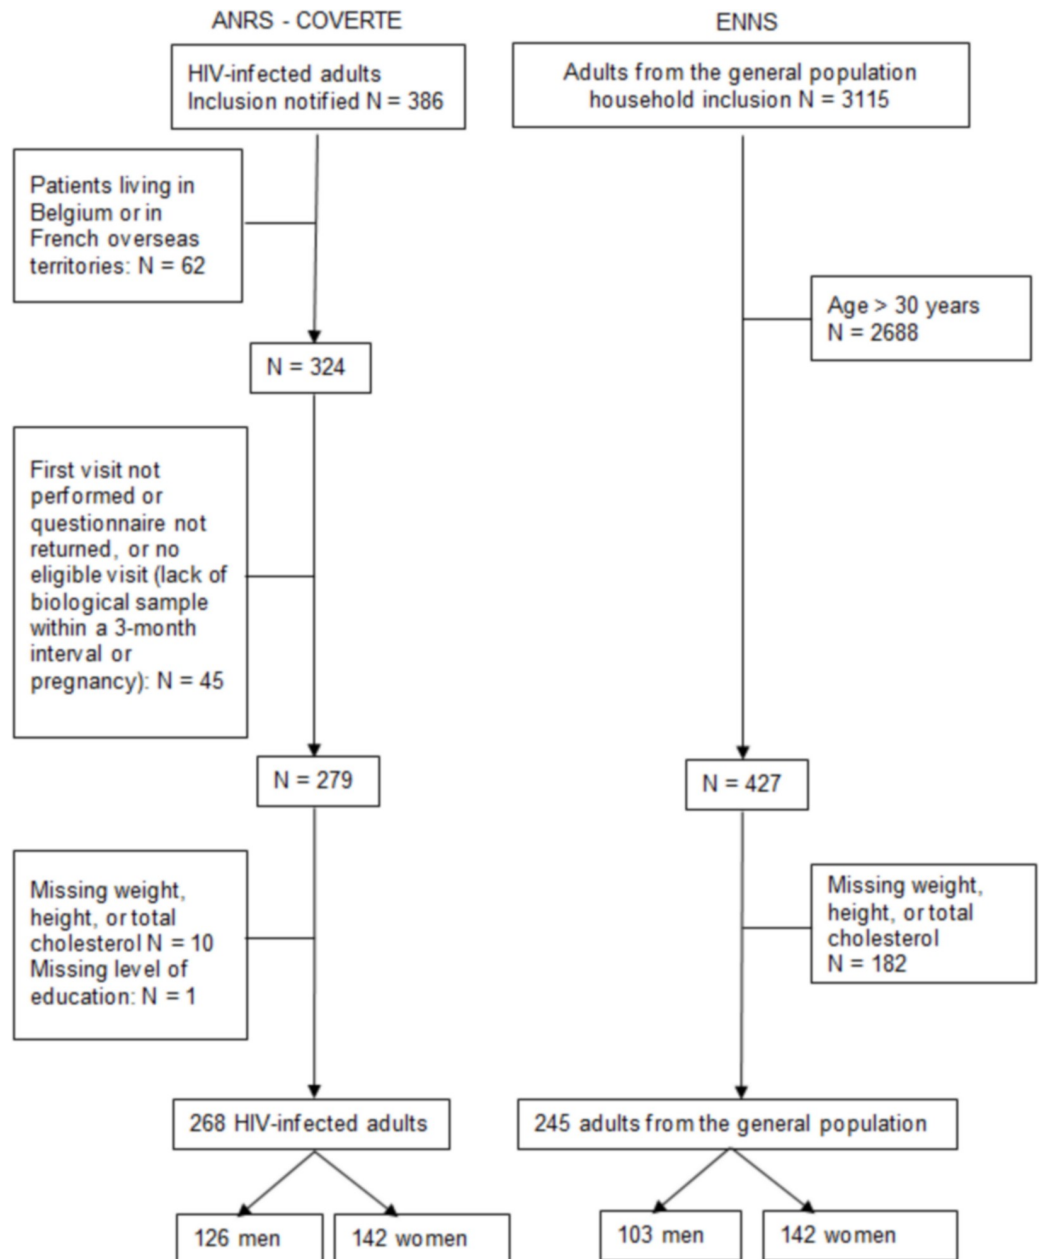 ANRS - COVERTE
HIV-infected adults
Inclusion notified N = 386
Patients living in
Belgium or in
French overseas
territories: N = 62
N = 324
First visit not
performed or
questionnaire not
returned, or no
eligible visit (lack of
biological sample
within a 3-month
interval or
pregnancy): N = 45
N = 279
Missing weight,
height, or total
cholesterol N = 10
Missing level of
education: N = 1
268 HIV-infected adults
126 men
142 women
ENNS
Adults from the general population
household inclusion N = 3115
Age > 30 years
N = 2688
N = 427
Missing weight,
height, or total
cholesterol
N = 182
245 adults from the general population
103 men
142 women